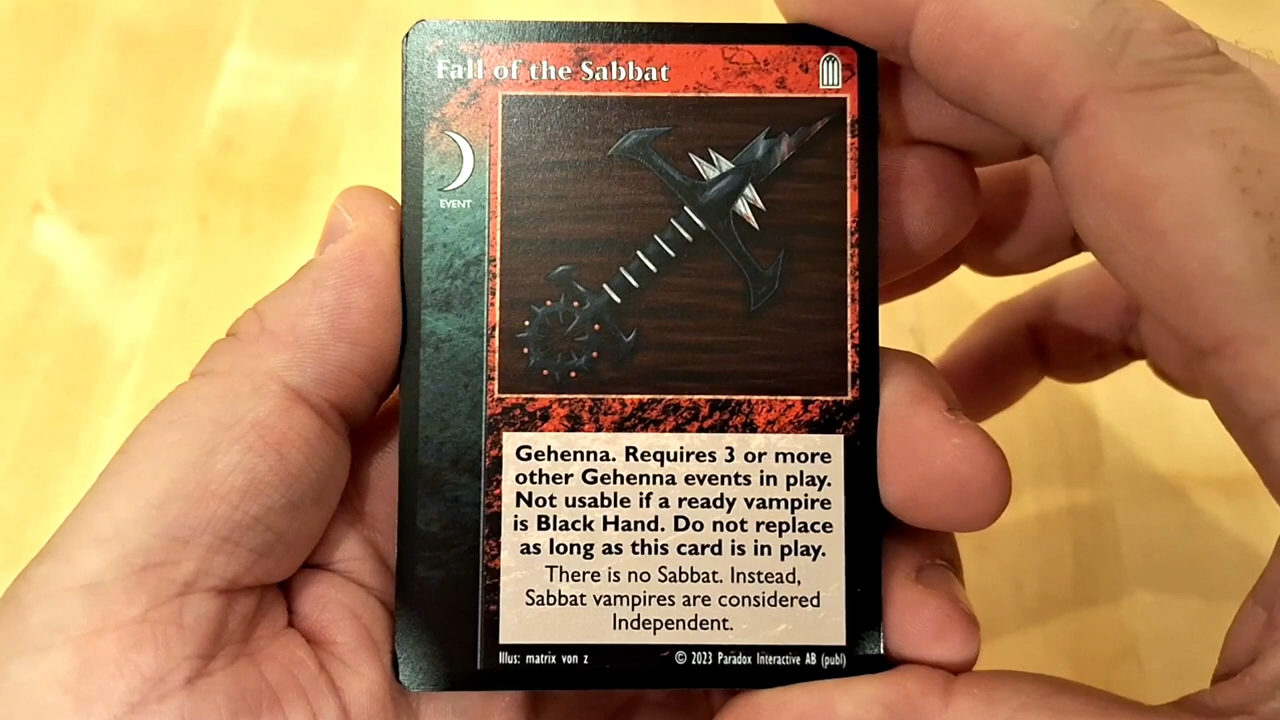 Fall of the Sabbat
EVENT
Gehenna. Requires 3 or more
other Gehenna events in play.
Not usable if a ready vampire
is Black Hand. Do not replace
as long as this card is in play.
There is no Sabbat. Instead,
Sabbat vampires are considered
Independent.
Illus: matrix von z
© 2023 Paradox Interactive AB (publ)